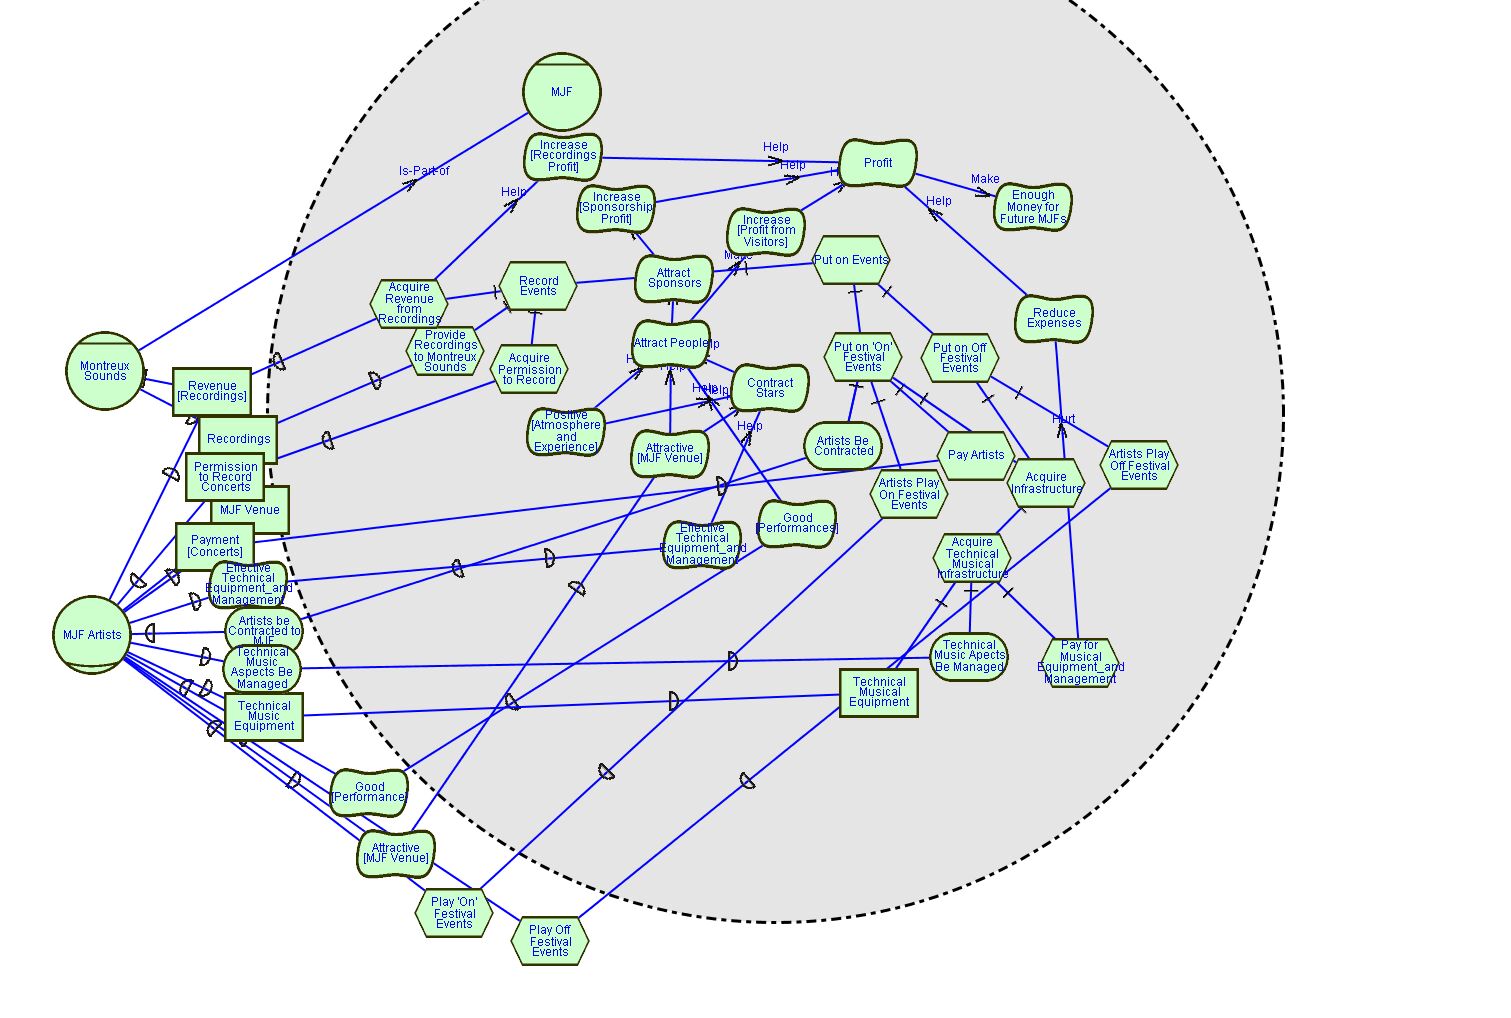 MJF
Increase
[Recordings
Profit]
Help
Help
Profit
Is-Part-of
Help
Increase
[Sponsorship
Profit]
Make
Enough
Money for
Future MJFs
Increase
[Profit from
Visitors]
Help
Put on Events
Attract
Sponsors
Record
Events
Acquire
Revenue
from
Recordings
Reduce
Expenses
Provide
Recordings
to Montreux
Sounds
Attract People
Put on 'On'
Festival
Events
Put on Off
Festival
Events
Montreux
Sounds
Acquire
Permission
to Record
Revenue
[Recordings]
Contract
Stars
Help
Help
Help
Hurt
Positive
[Atmosphere
and
Experience]
Recordings
Attractive
[MJF Venue]
Artists Be
Contracted
Pay Artists
Artists Play
Off Festival
Events
Permission
to Record
Concerts
Acquire
Infrastructure
Artists Play
On Festival
Events
MJF Venue
Good
[Performances]
Payment
[Concerts]
Effective
Technical
Equipment_and
Management
Acquire
Technical
Musical
Infrastructure
Effective
Technical
Equipment_and
Management
MJF Artists
Artists be
Contracted to
MJF
Technical
Music Apects
Be Managed
Pay for
Musical
Equipment_and
Management
Technical
Music
Aspects Be
Managed
Technical
Musical
Equipment
Technical
Music
Equipment
Good
[Performance]
Attractive
[MJF Venue]
Play 'On'
Festival
Events
Play Off
Festival
Events